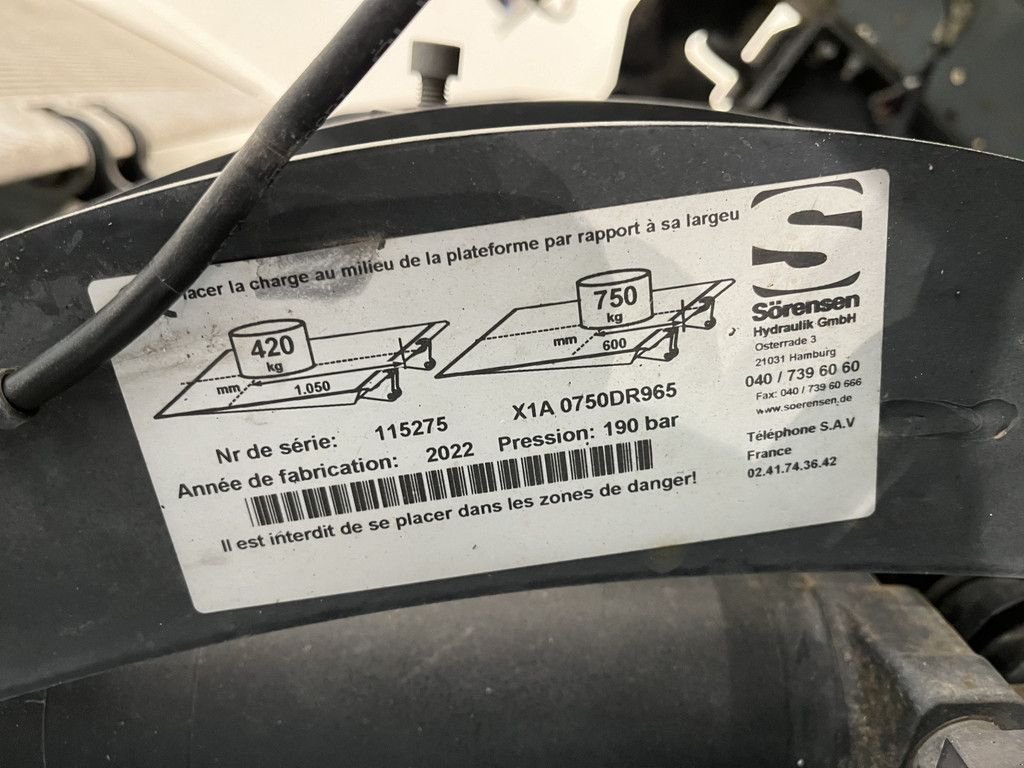 lacer la charge au milieu de la plateforme par rapport à sa largeu
420
kg
mm
1.050
750
kg
mm
600
S
Sörensen
Hydraulik GmbH
Osterrade 3
21031 Hamburg
040 / 739 60 60
Fax: 040 / 739 60 666
www.soerensen.de
Téléphone S.A.V
France
02.41.74.36.42
Nr de série: 115275 X1A 0750DR965
Année de fabrication: 2022 Pression: 190 bar
Il est interdit de se placer dans les zones de danger!